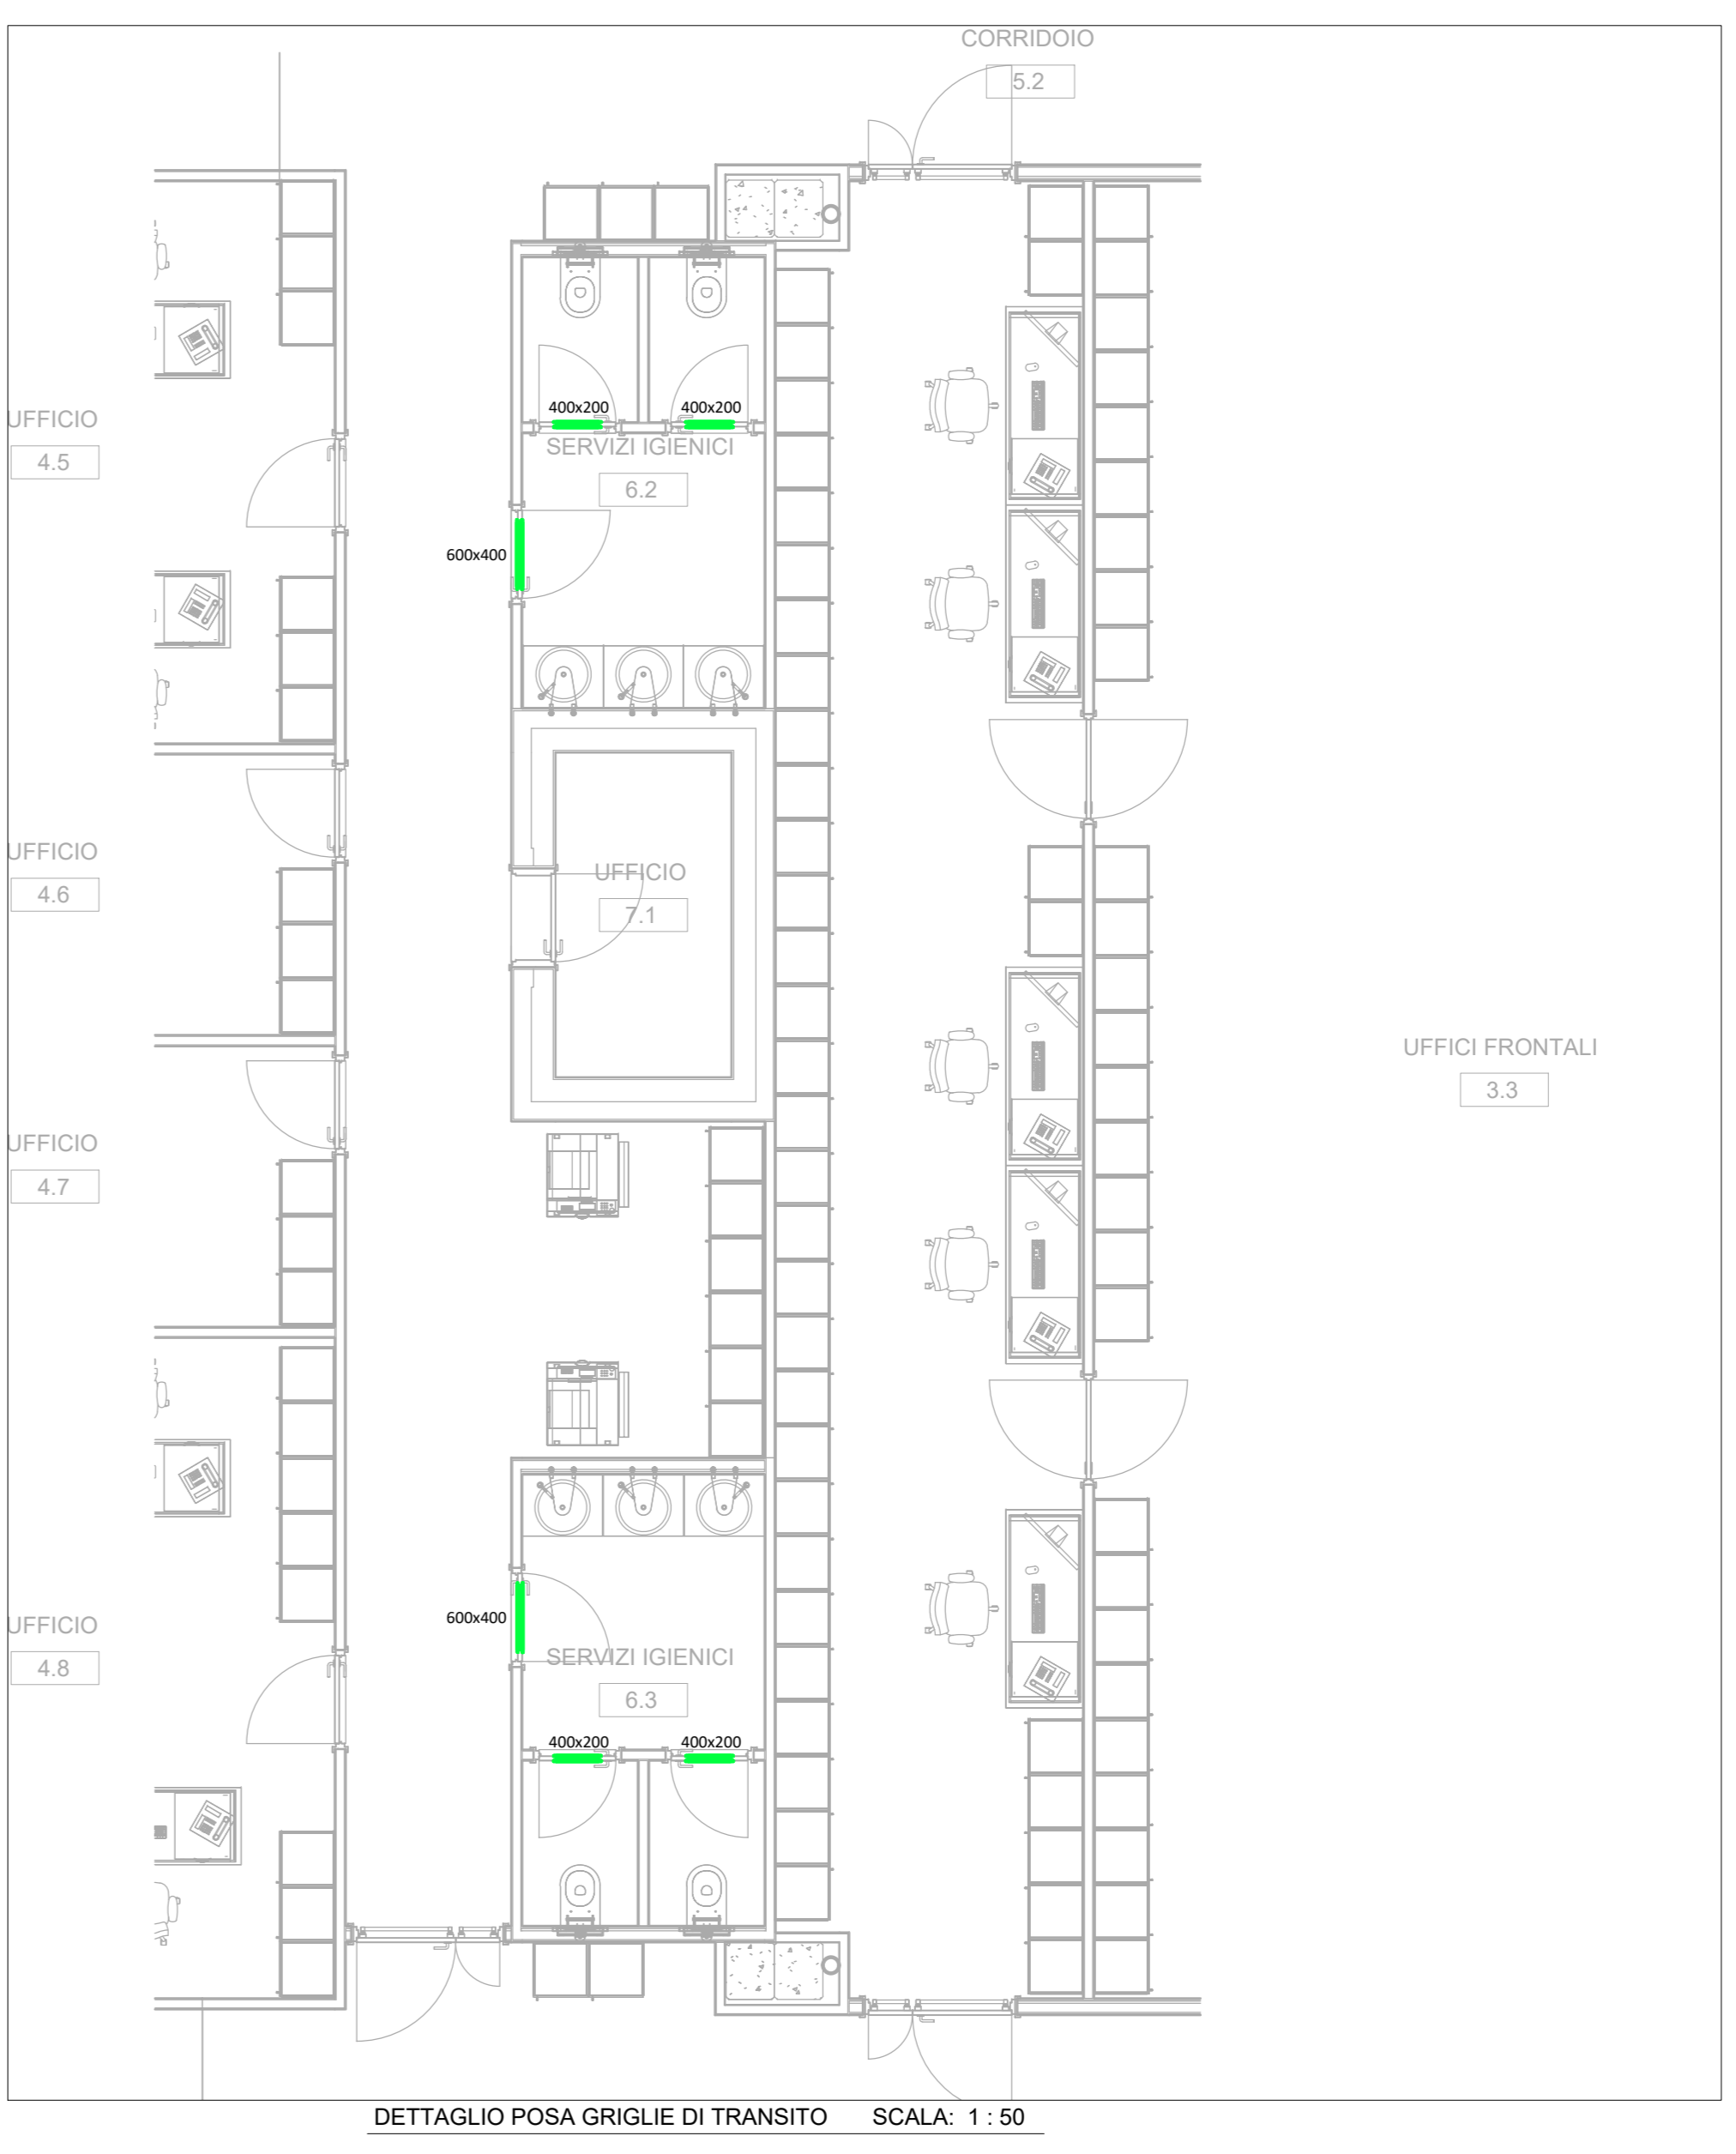 CORRIDOIO
5.2
400x200
400x200
UFFICIO
4.5
SERVIZI IGIENICI
6.2
600x400
UFFICIO
4.6
UFFICIO
7.1
UFFICI FRONTALI
3.3
UFFICIO
4.7
600x400
UFFICIO
4.8
SERVIZI IGIENICI
6.3
400x200
400x200
DETTAGLIO POSA GRIGLIE DI TRANSITO SCALA: 1 : 50